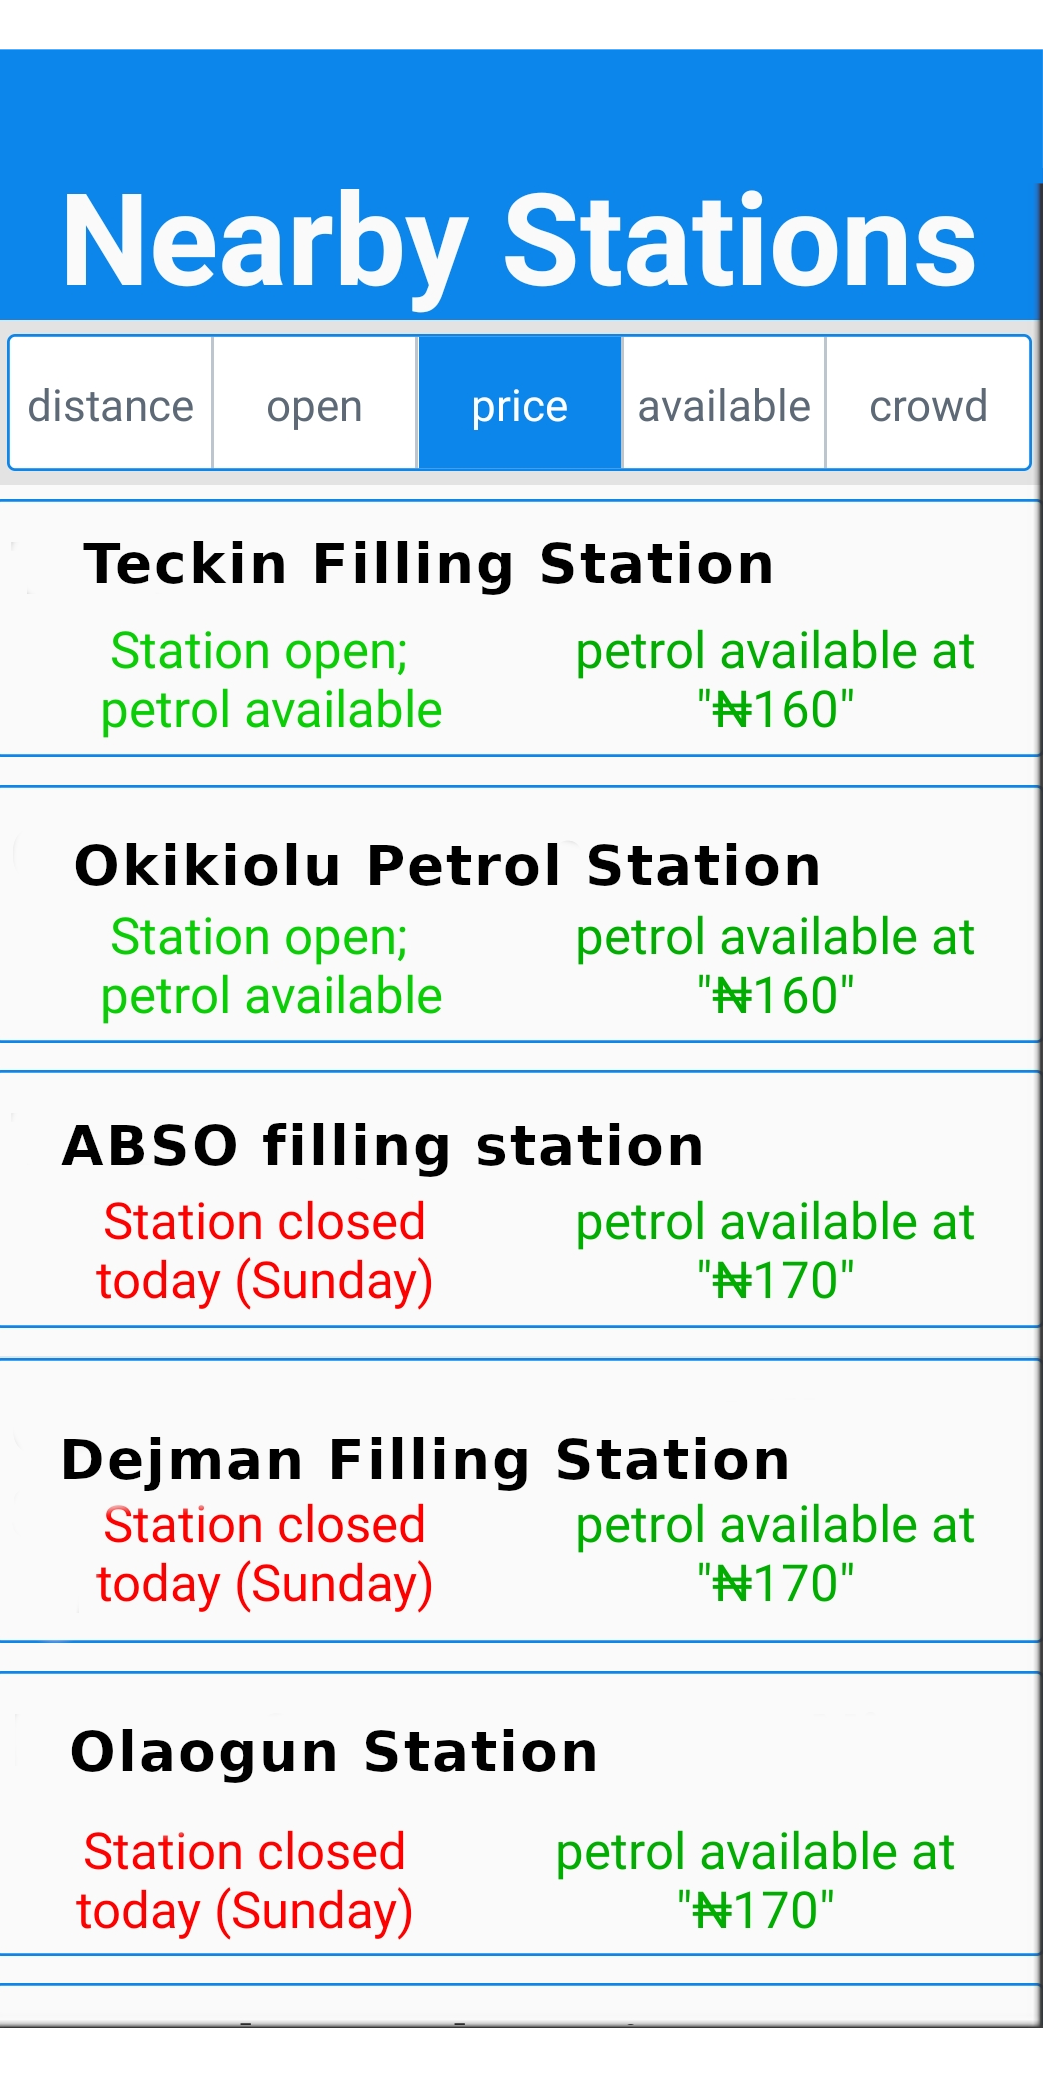 Nearby Stations
distance open price available crowd
Teckin Filling Station
Station open; petrol available at
petrol available "₦160"
Okikiolu Petrol Station
Station open; petrol available at
petrol available "₦160"
ABSO filling station
Station closed petrol available at
today (Sunday) "₦170"
Dejman Filling Station
Station closed petrol available at
today (Sunday) "₦170"
Olaogun Station
Station closed petrol available at
today (Sunday) "₦170"